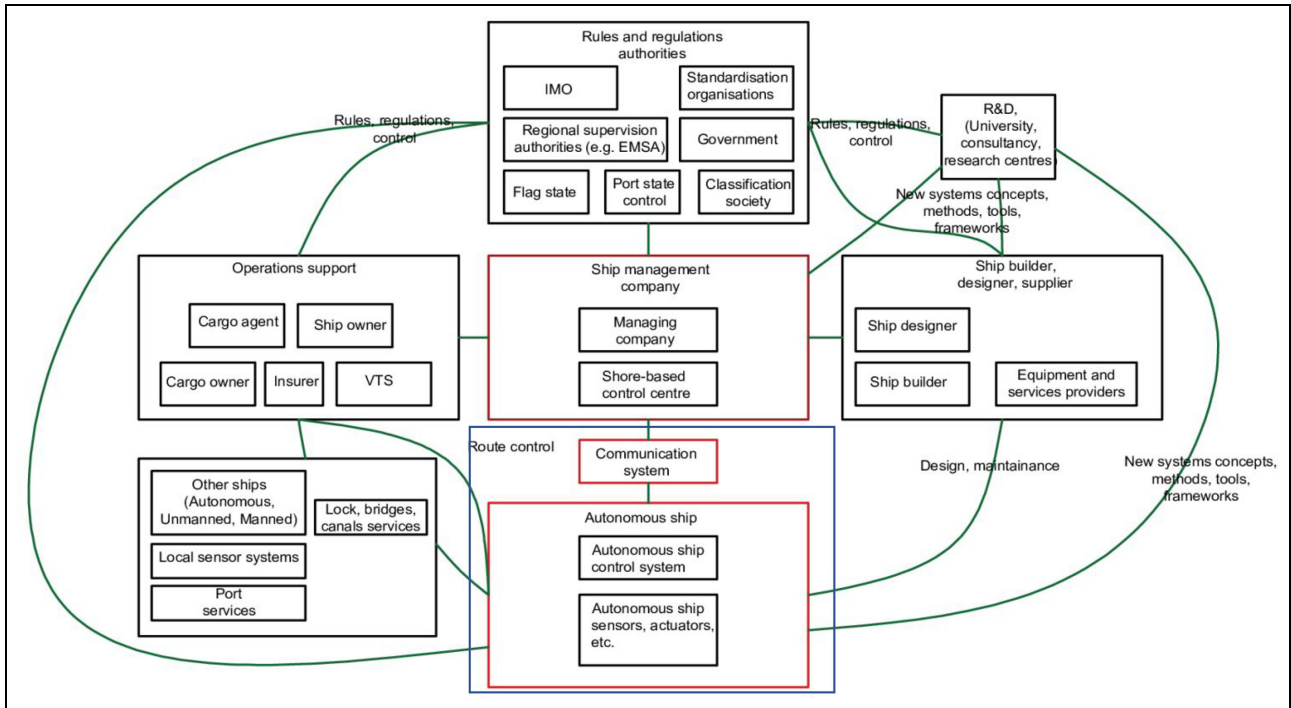 Rules and regulations
authorities
IMO
Standardisation
organisations
Regional supervision
authorities (e.g. EMSA)
Government
Flag state
Port state
control
Classification
society
Rules, regulations,
control
Rules, regulations,
control
R&D,
(University,
consultancy,
research centres)
New systems concepts,
methods, tools,
frameworks
Operations support
Cargo agent
Ship owner
Cargo owner
Insurer
VTS
Ship management
company
Managing
company
Shore-based
control centre
Ship builder,
designer, supplier
Ship designer
Ship builder
Equipment and
services providers
Route control
Communication
system
Design, maintainance
New systems concepts,
methods, tools,
frameworks
Other ships
(Autonomous,
Unmanned, Manned)
Lock, bridges,
canals services
Local sensor systems
Port
services
Autonomous ship
Autonomous ship
control system
Autonomous ship
sensors, actuators,
etc.